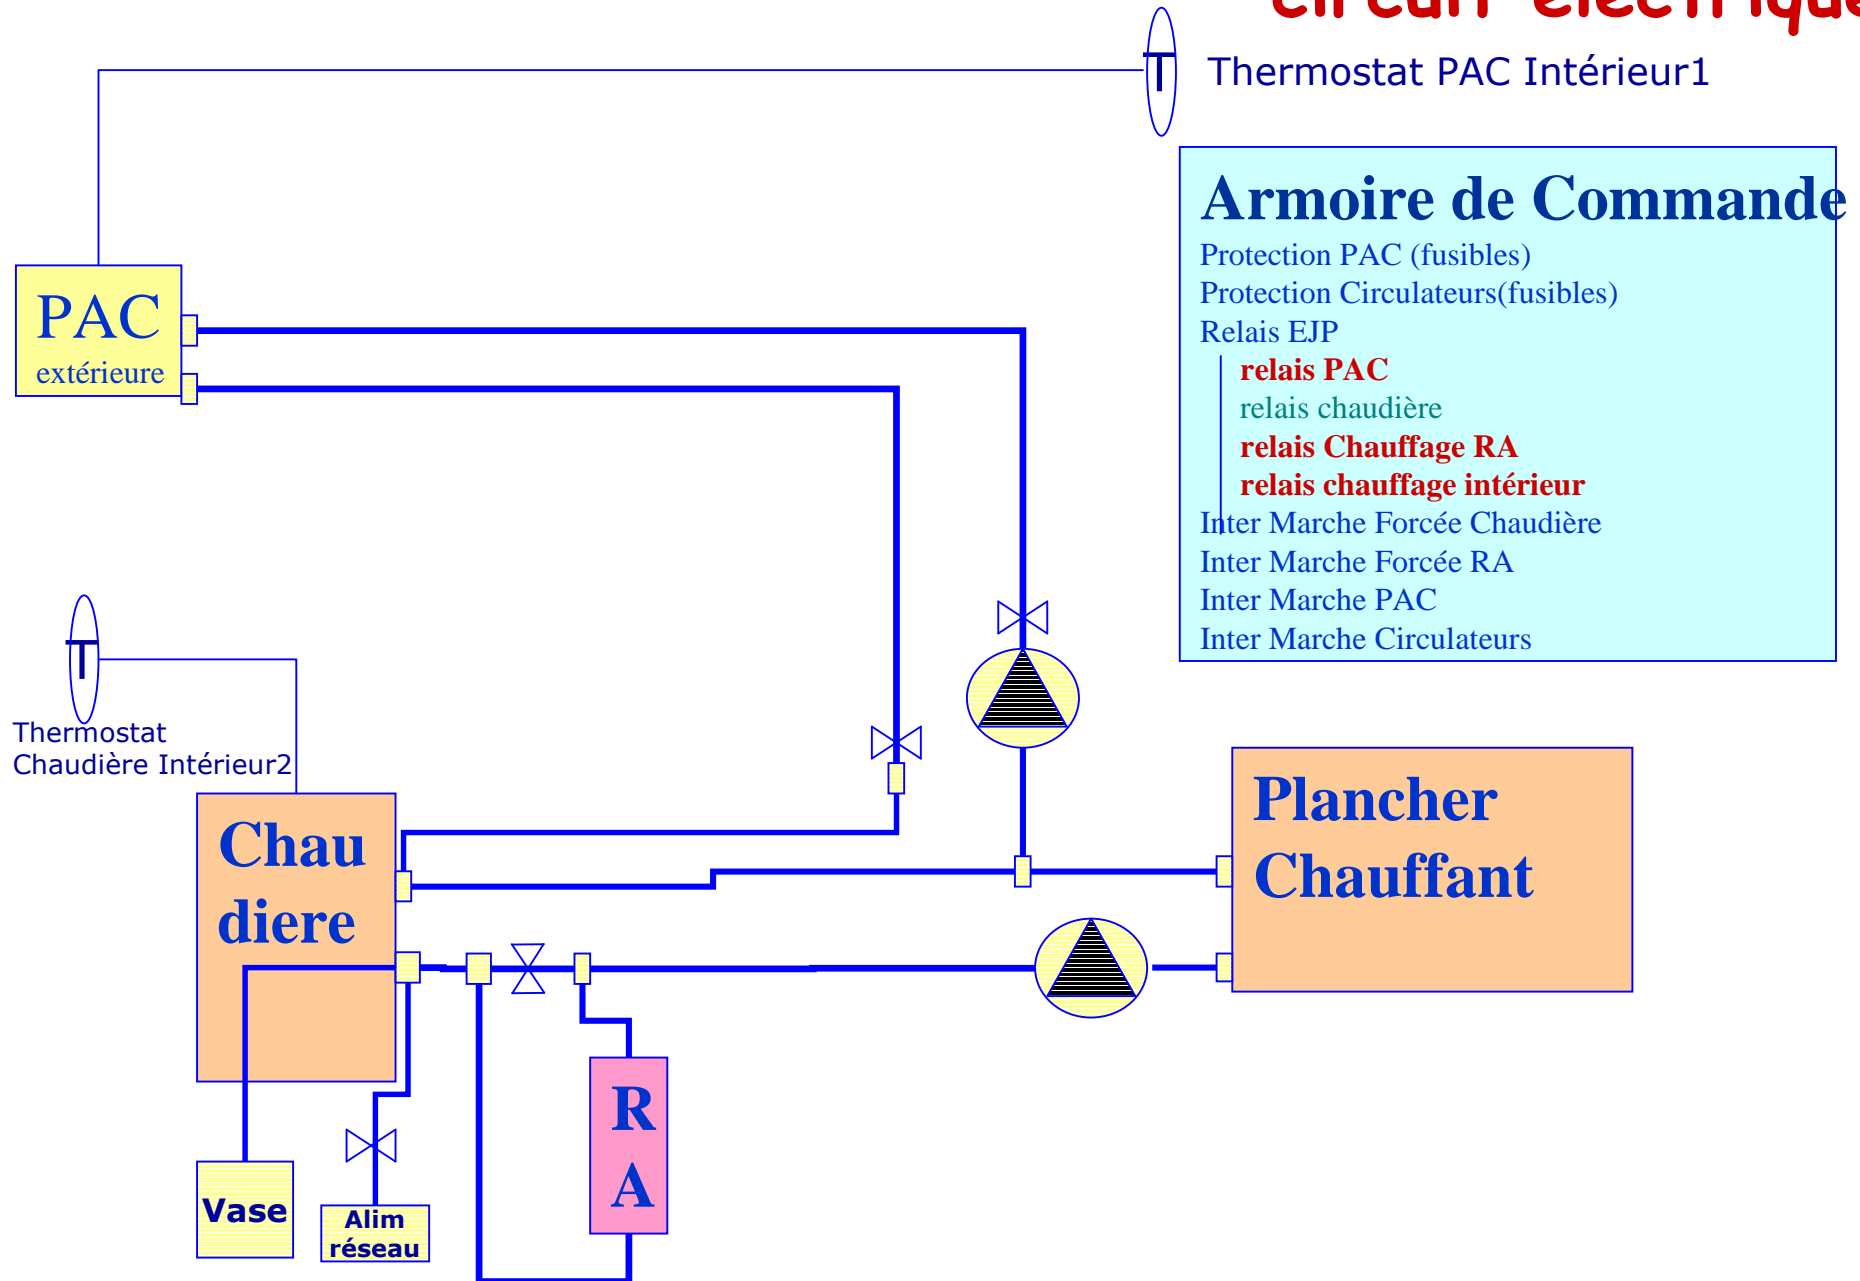 circuit électrique
T
Thermostat PAC Intérieur1
Armoire de Commande
Protection PAC (fusibles)
Protection Circulateurs(fusibles)
Relais EJP
relais PAC
relais chaudière
relais Chauffage RA
relais chauffage intérieur
Inter Marche Forcée Chaudière
Inter Marche Forcée RA
Inter Marche PAC
Inter Marche Circulateurs
PAC
extérieure
T
Thermostat
Chaudière Intérieur2
Chau
diere
Plancher
Chauffant
R
A
Vase
Alim
réseau